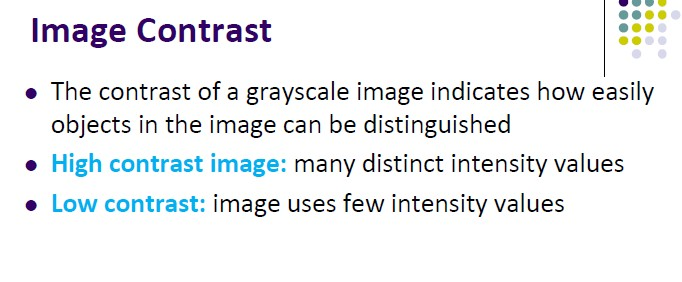 Image Contrast
● The contrast of a grayscale image indicates how easily
objects in the image can be distinguished
● High contrast image: many distinct intensity values
● Low contrast: image uses few intensity values